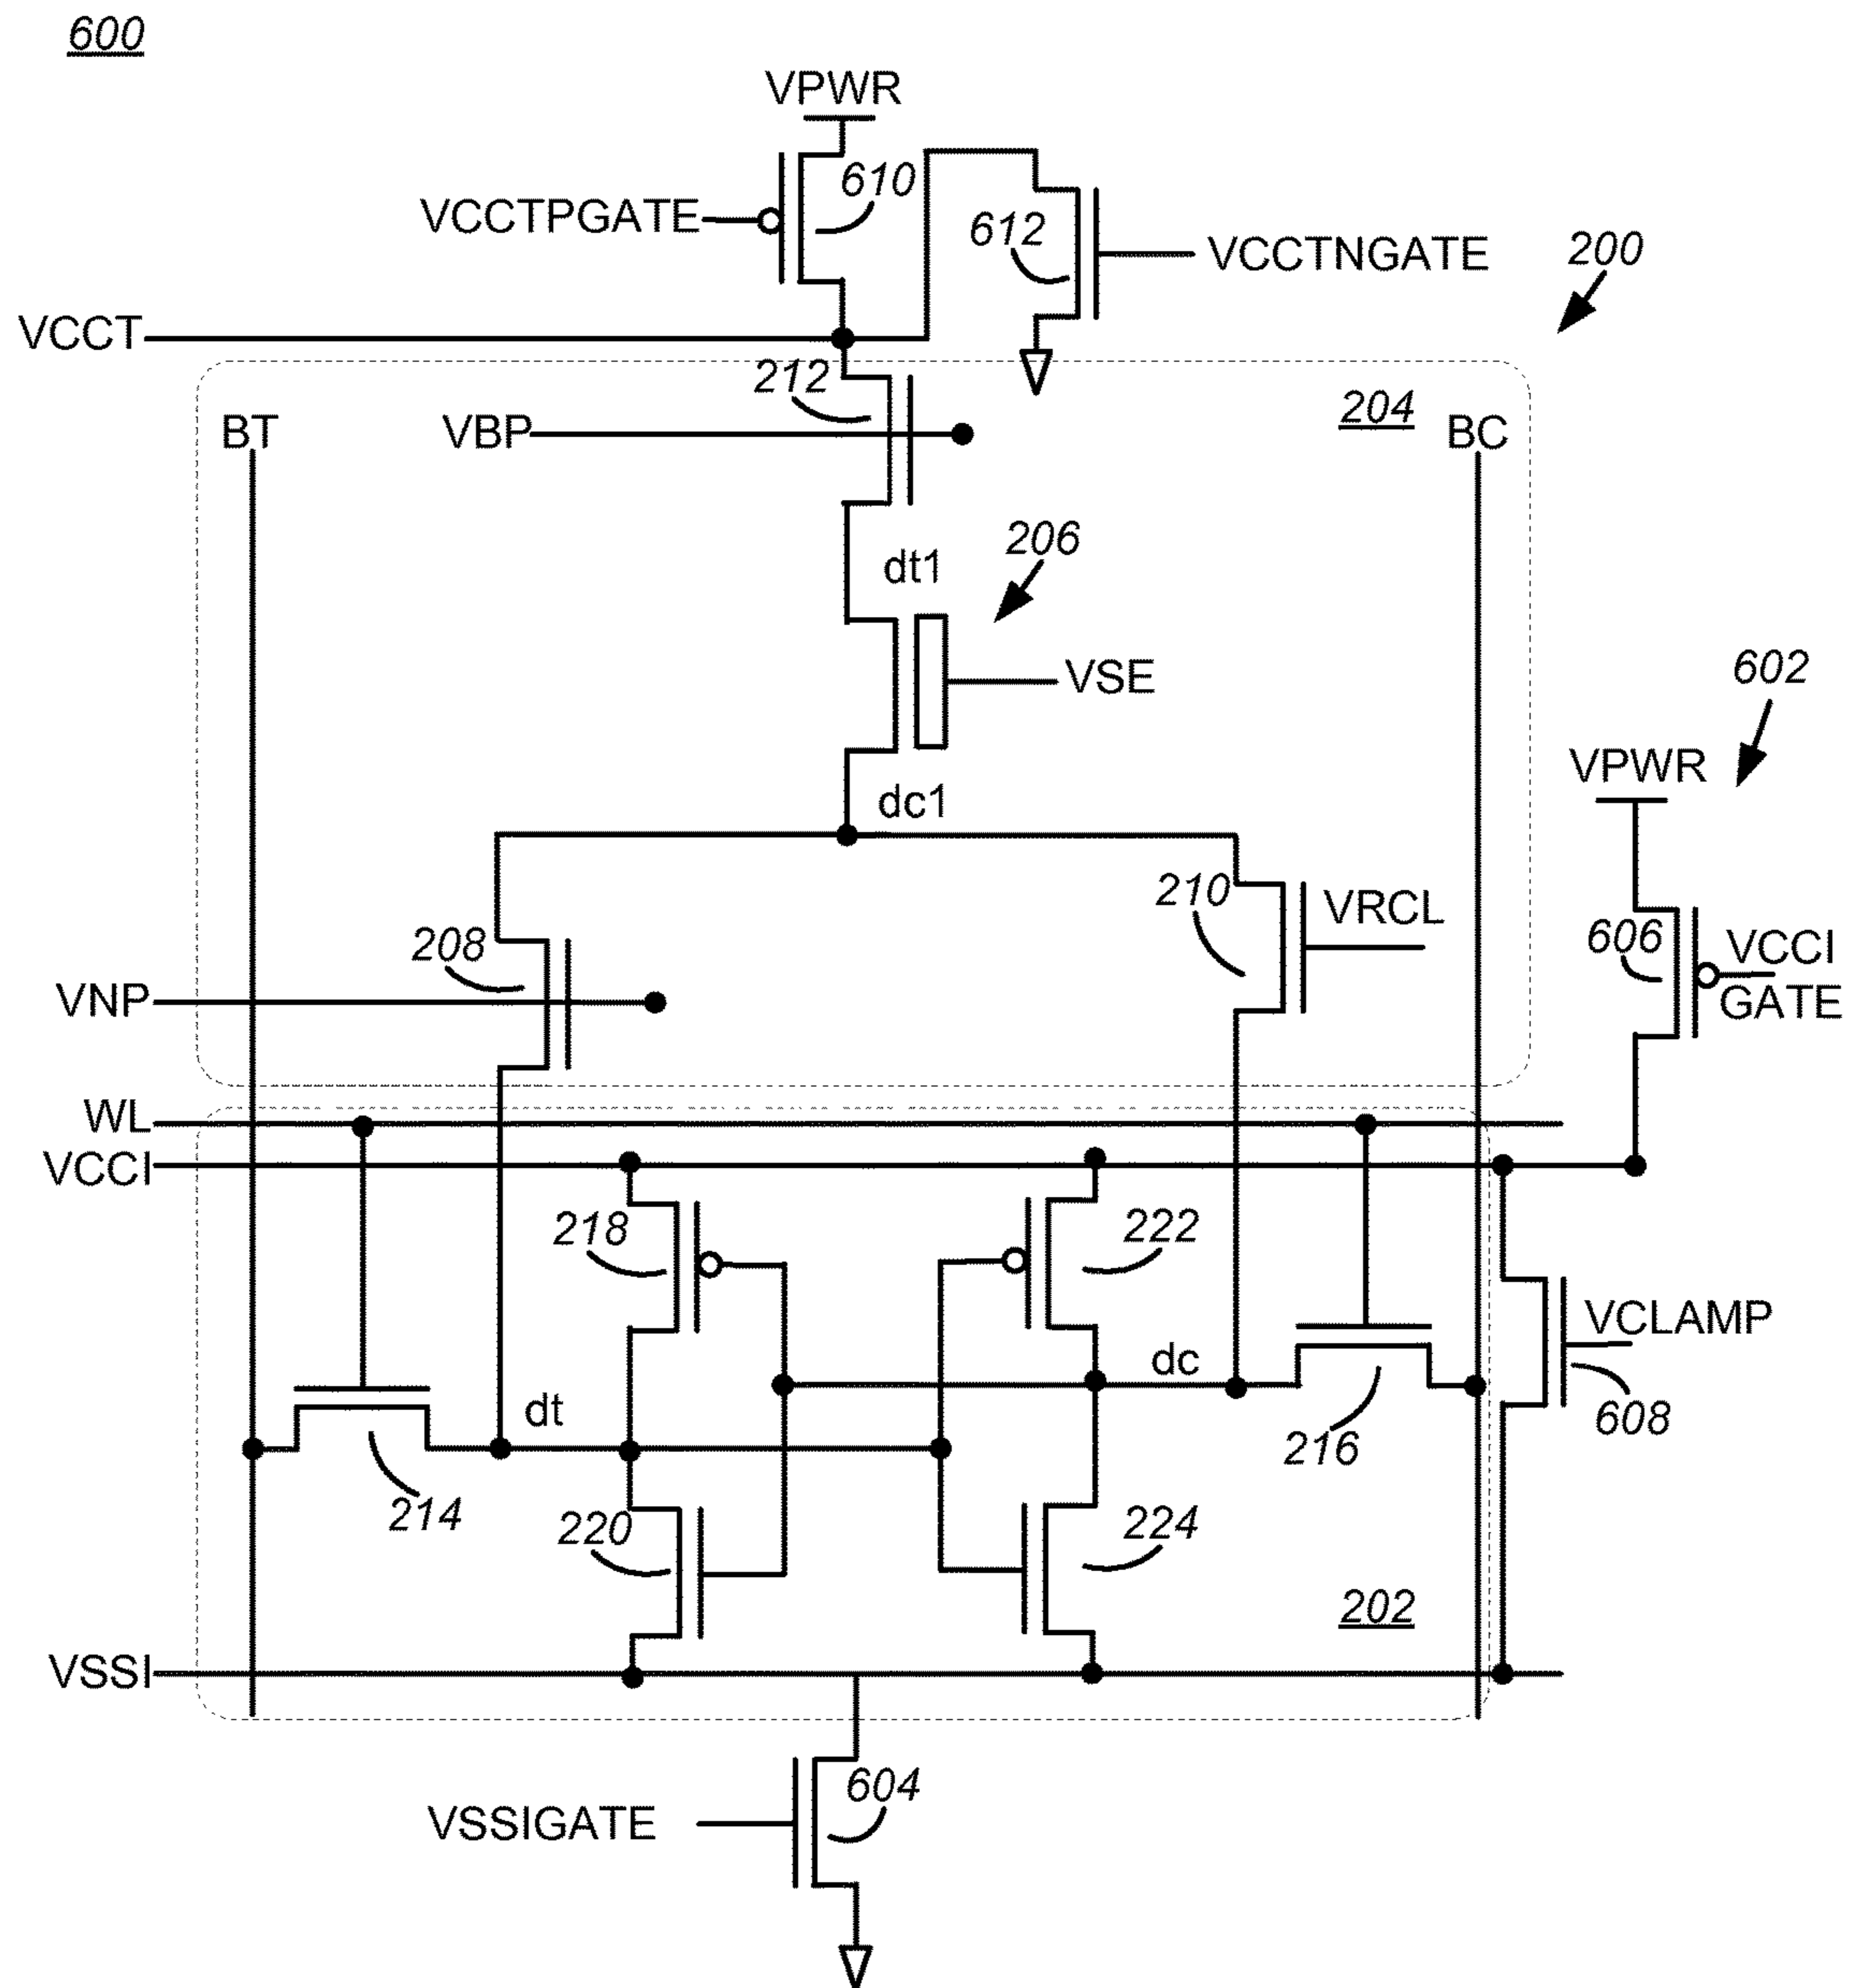 600
VPWR
610
VCCTPGATE
612
VCCTNGATE
200
VCCT
212
204
BT
VBP
BC
206
dt1
VSE
602
VPWR
dc1
210
VRCL
208
606
VCCI
GATE
VNP
WL
VCCI
218
222
VCLAMP
dc
dt
608
216
214
220
224
202
VSSI
604
VSSIGATE